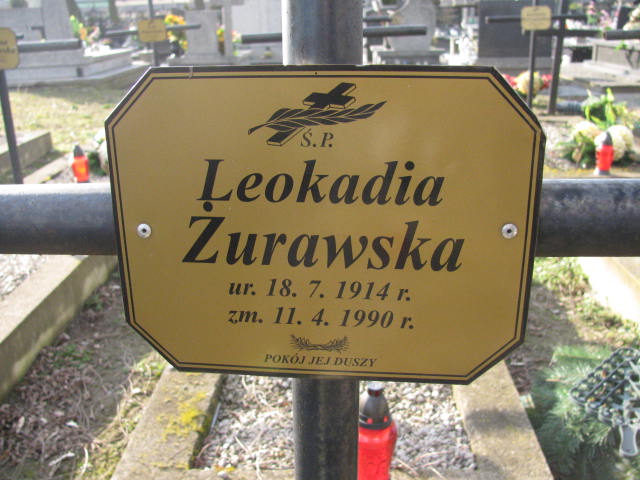 Ś.P.
Leokadia
Żurawska
ur. 18. 7. 1914 r.
zm. 11. 4. 1990 r.
POKÓJ JEJ DUSZY